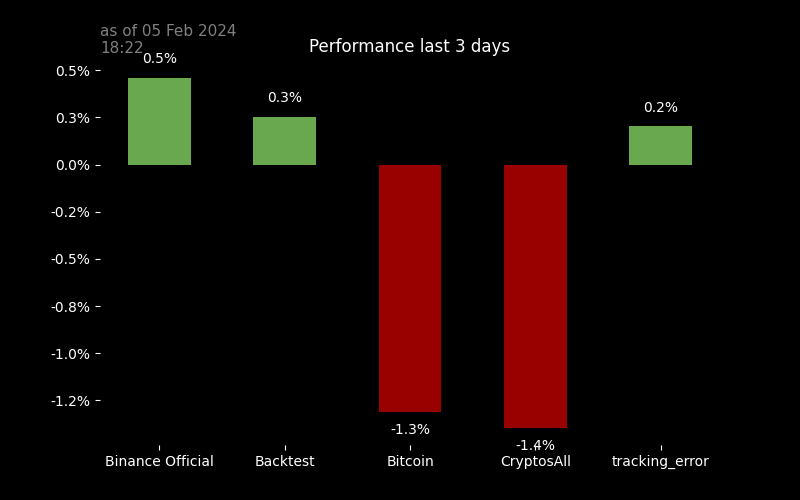 as of 05 Feb 2024
18:22
Performance last 3 days
0.5%
0.5%
0.3%
0.3%
0.2%
0.0%
-0.2%
-0.5%
-0.8%
-1.0%
-1.2%
-1.3%
-1.4%
Binance Official
Backtest
Bitcoin
CryptosAll
tracking_error